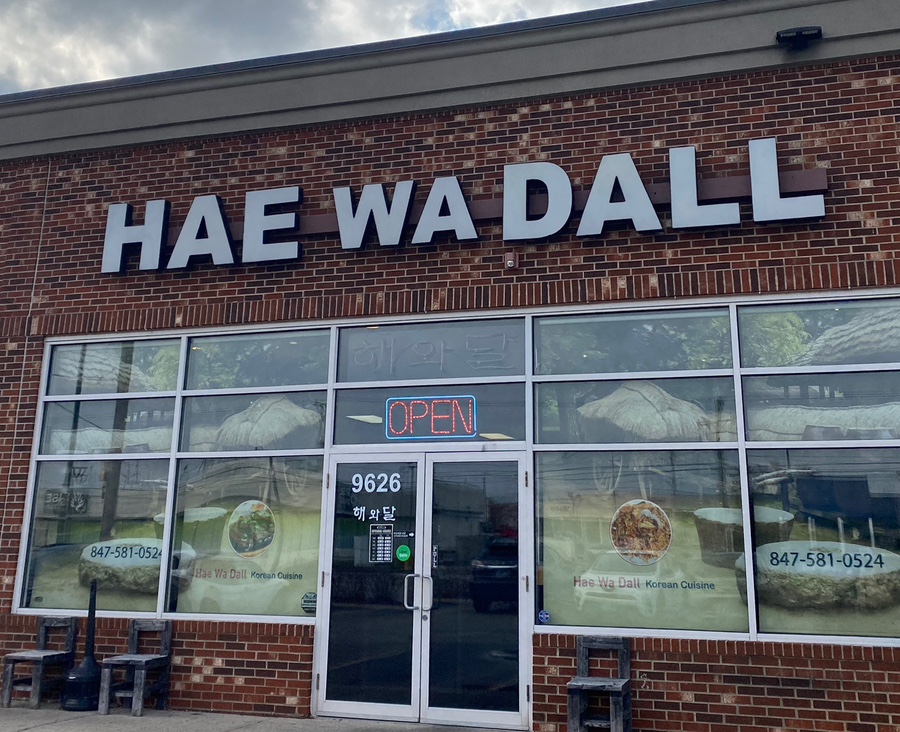 HAE WA DALL
해와달
OPEN
9626
해와달
847-581-0524
Hae Wa Dall Korean Cuisine
Hae Wa Dall Korean Cuisine
847-581-0524
PULL